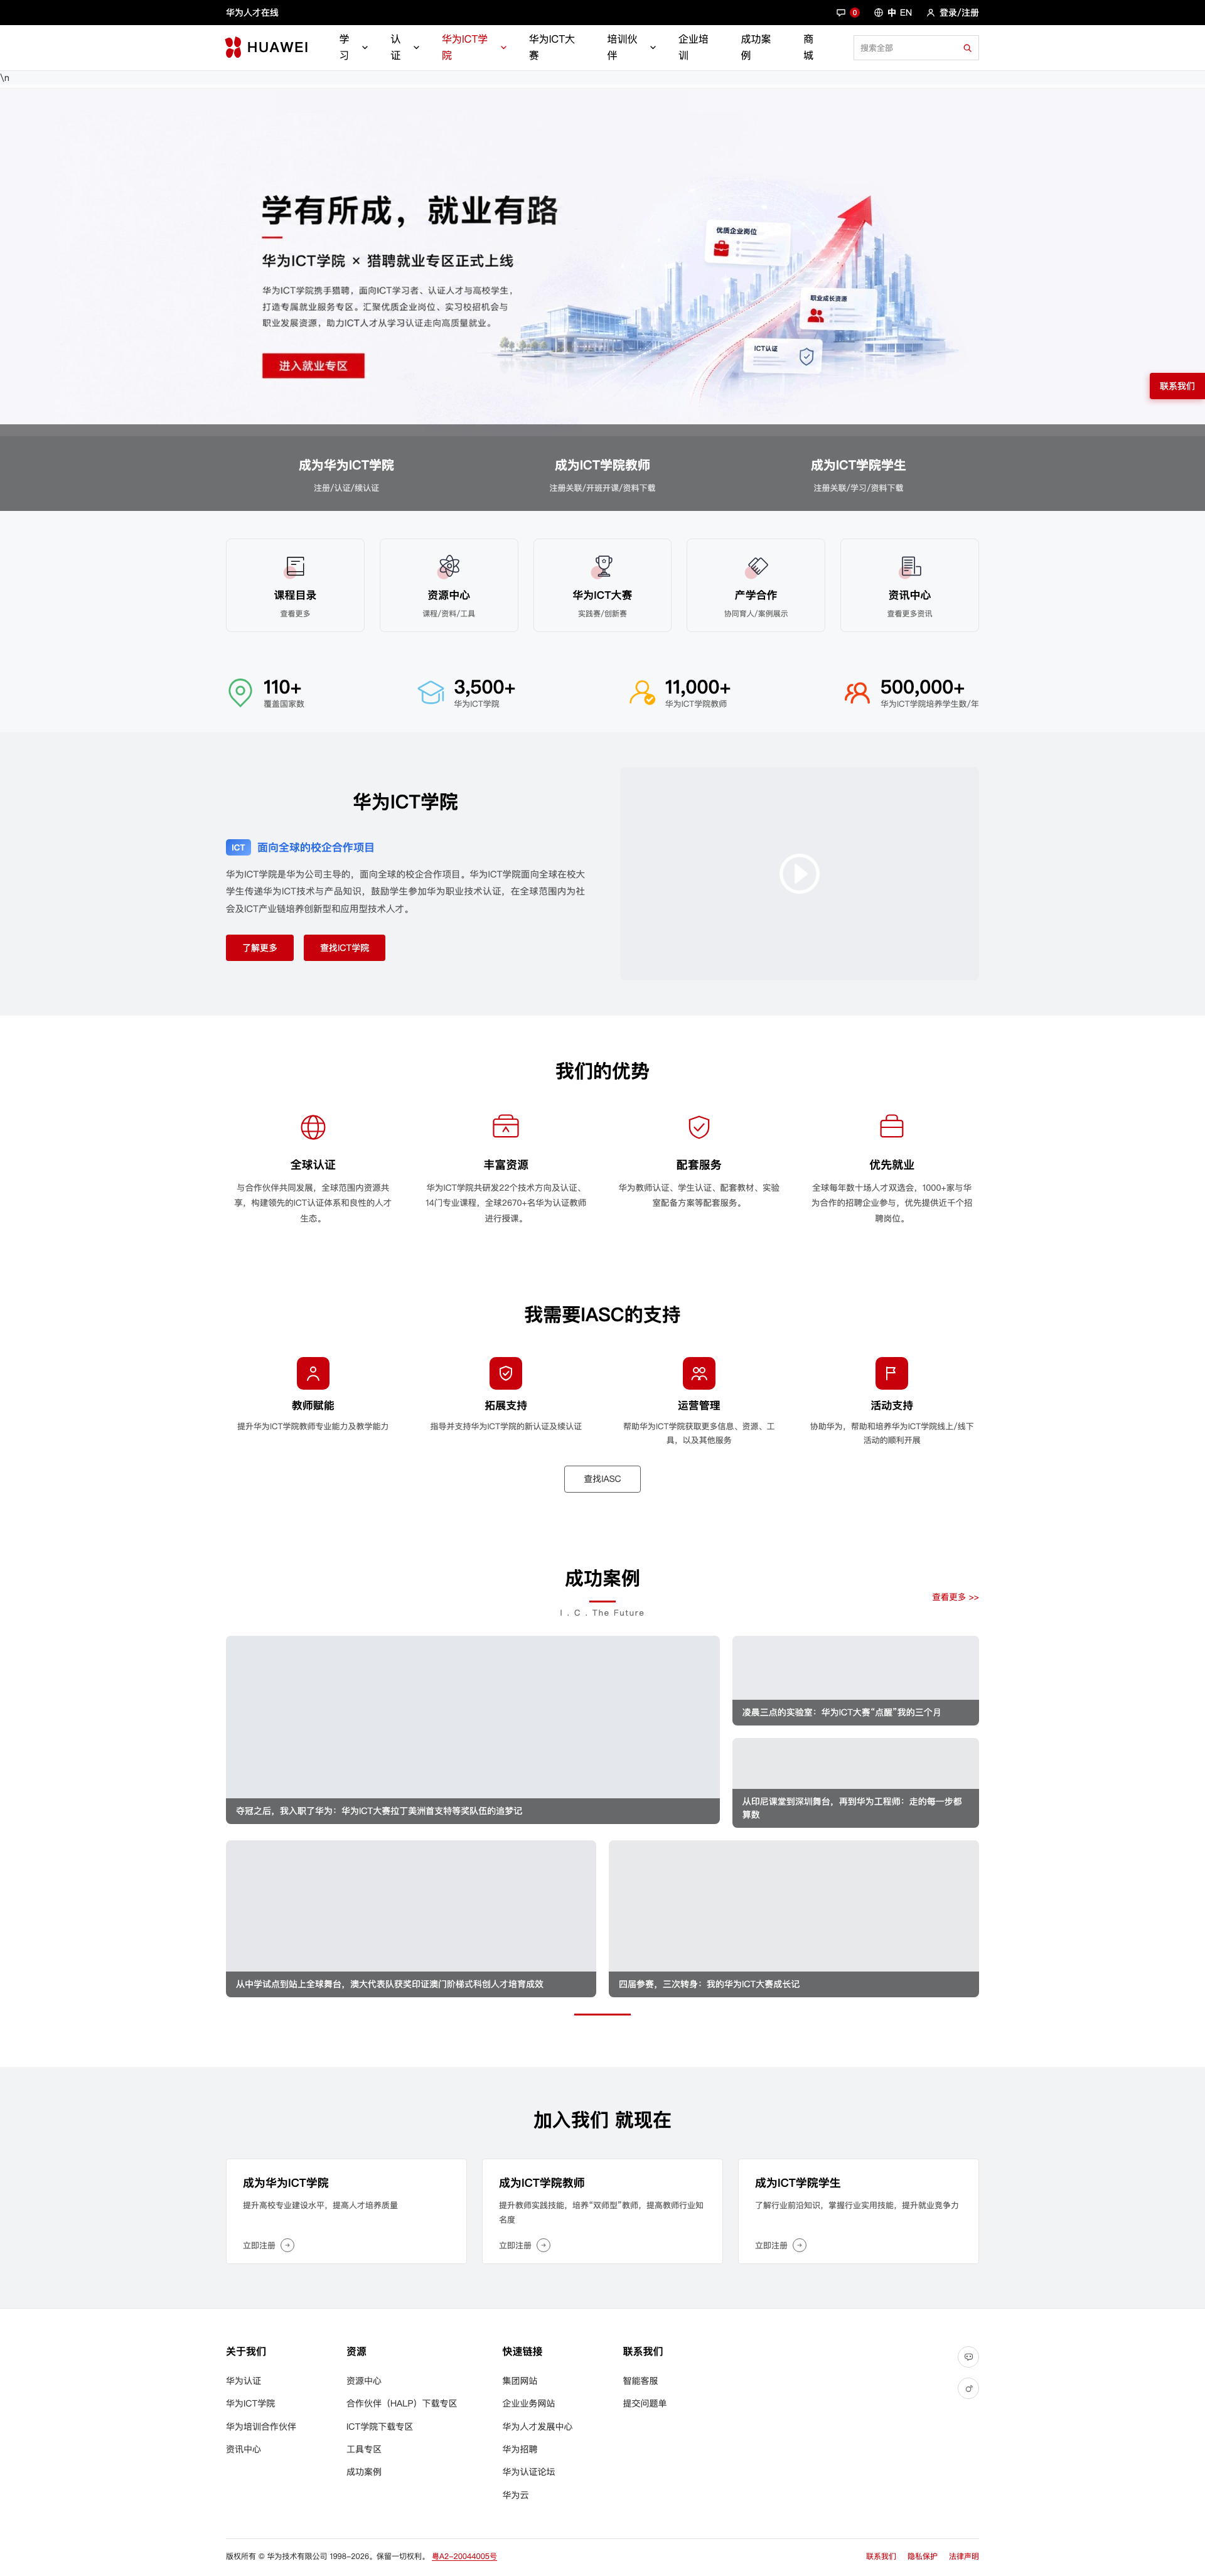 华为人才在线
0 中 EN 登录/注册
HUAWEI
学习
认证
华为ICT学院
华为ICT大赛
培训伙伴
企业培训
成功案例
商城
搜索全部
\n
学有所成，就业有路
华为ICT学院 × 猎聘就业专区正式上线
华为ICT学院携手猎聘，面向ICT学习者、认证人才与高校学生，
打造专属就业服务专区。汇聚优质企业岗位、实习校招机会与
职业发展资源，助力ICT人才从学习认证走向高质量就业。
进入就业专区
优质企业岗位
职业成长资源
ICT认证
联系我们
成为华为ICT学院
注册/认证/续认证
成为ICT学院教师
注册关联/开班开课/资料下载
成为ICT学院学生
注册关联/学习/资料下载
课程目录
查看更多
资源中心
课程/资料/工具
华为ICT大赛
实践赛/创新赛
产学合作
协同育人/案例展示
资讯中心
查看更多资讯
110+
覆盖国家数
3,500+
华为ICT学院
11,000+
华为ICT学院教师
500,000+
华为ICT学院培养学生数/年
华为ICT学院
ICT 面向全球的校企合作项目
华为ICT学院是华为公司主导的，面向全球的校企合作项目。华为ICT学院面向全球在校大
学生传递华为ICT技术与产品知识，鼓励学生参加华为职业技术认证，在全球范围内为社
会及ICT产业链培养创新型和应用型技术人才。
了解更多
查找ICT学院
我们的优势
全球认证
与合作伙伴共同发展，全球范围内资源共
享，构建领先的ICT认证体系和良性的人才
生态。
丰富资源
华为ICT学院共研发22个技术方向及认证、
14门专业课程，全球2670+名华为认证教师
进行授课。
配套服务
华为教师认证、学生认证、配套教材、实验
室配备方案等配套服务。
优先就业
全球每年数十场人才双选会，1000+家与华
为合作的招聘企业参与，优先提供近千个招
聘岗位。
我需要IASC的支持
教师赋能
提升华为ICT学院教师专业能力及教学能力
拓展支持
指导并支持华为ICT学院的新认证及续认证
运营管理
帮助华为ICT学院获取更多信息、资源、工
具，以及其他服务
活动支持
协助华为，帮助和培养华为ICT学院线上/线下
活动的顺利开展
查找IASC
成功案例
I . C . The Future
查看更多 >>
夺冠之后，我入职了华为：华为ICT大赛拉丁美洲首支特等奖队伍的追梦记
凌晨三点的实验室：华为ICT大赛“点醒”我的三个月
从印尼课堂到深圳舞台，再到华为工程师：走的每一步都
算数
从中学试点到站上全球舞台，澳大代表队获奖印证澳门阶梯式科创人才培育成效
四届参赛，三次转身：我的华为ICT大赛成长记
加入我们 就现在
成为华为ICT学院
提升高校专业建设水平，提高人才培养质量
立即注册
成为ICT学院教师
提升教师实践技能，培养“双师型”教师，提高教师行业知
名度
立即注册
成为ICT学院学生
了解行业前沿知识，掌握行业实用技能，提升就业竞争力
立即注册
关于我们
华为认证
华为ICT学院
华为培训合作伙伴
资讯中心
资源
资源中心
合作伙伴（HALP）下载专区
ICT学院下载专区
工具专区
成功案例
快速链接
集团网站
企业业务网站
华为人才发展中心
华为招聘
华为认证论坛
华为云
联系我们
智能客服
提交问题单
版权所有 © 华为技术有限公司 1998-2026。保留一切权利。 粤A2-20044005号
联系我们 隐私保护 法律声明